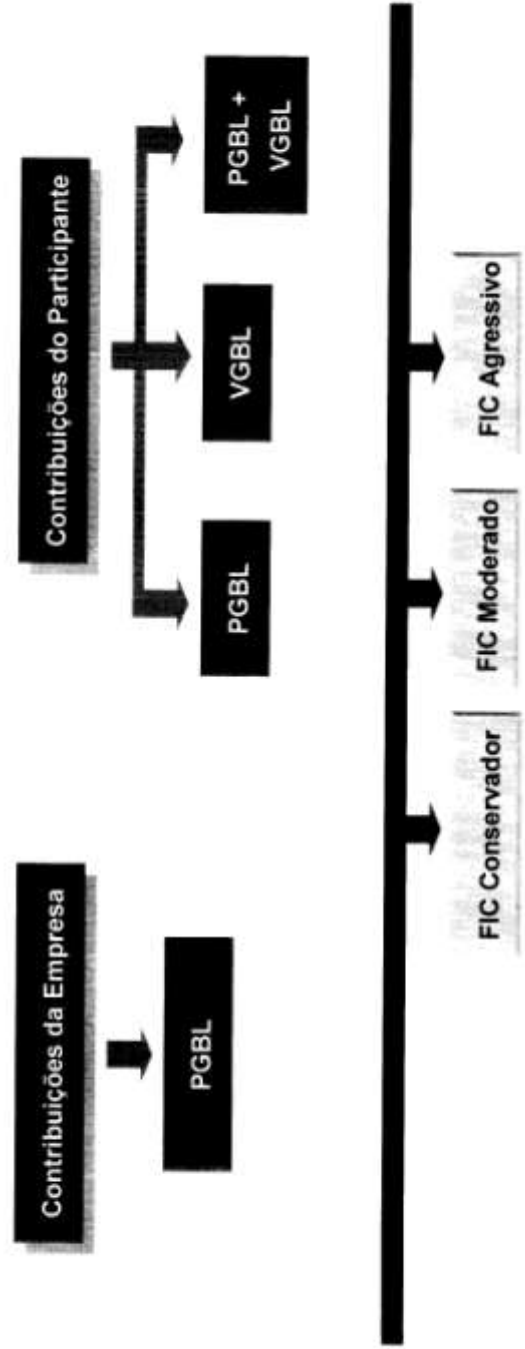 Contribuições da Empresa
PGBL
Contribuições do Participante
PGBL
VGBL
PGBL +
VGBL
FIC Conservador
FIC Moderado
FIC Agressivo